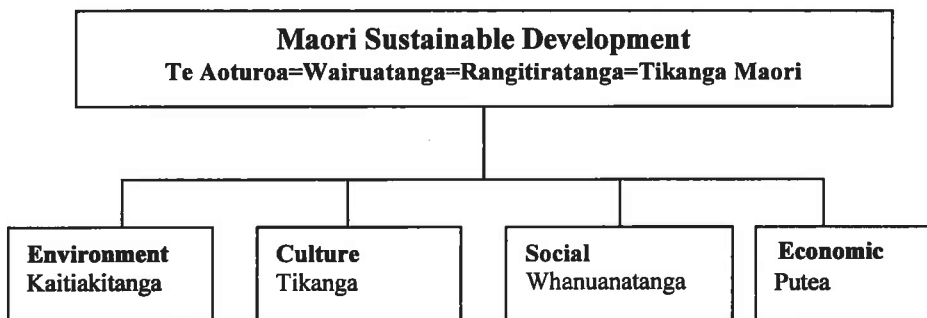 Maori Sustainable Development
Te Aoturoa=Wairuatanga=Rangitiratanga=Tikanga Maori
Environment
Kaitiakitanga
Culture
Tikanga
Social
Whanuanatanga
Economic
Putea